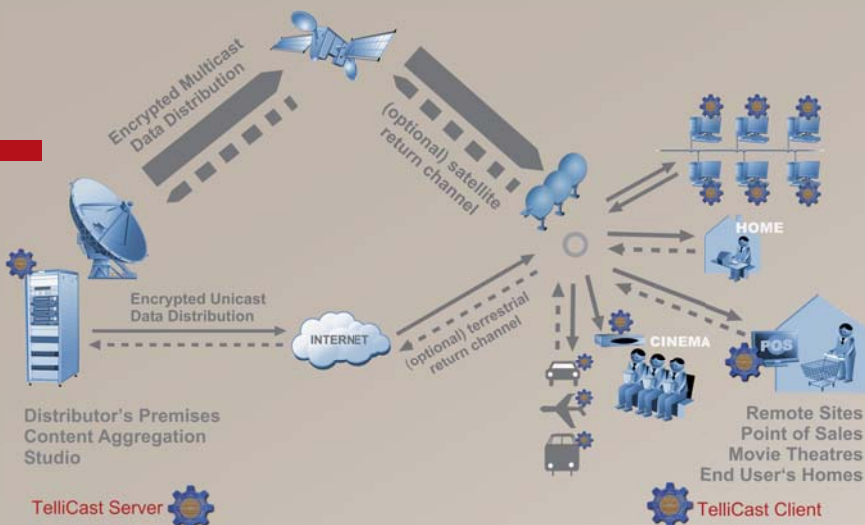 Encrypted Multicast
Data Distribution
(optional) satellite
return channel
HOME
Encrypted Unicast
Data Distribution
INTERNET
(optional) terrestrial
return channel
CINEMA
POS
Distributor's Premises
Content Aggregation
Studio
Remote Sites
Point of Sales
Movie Theatres
End User's Homes
TelliCast Server
TelliCast Client